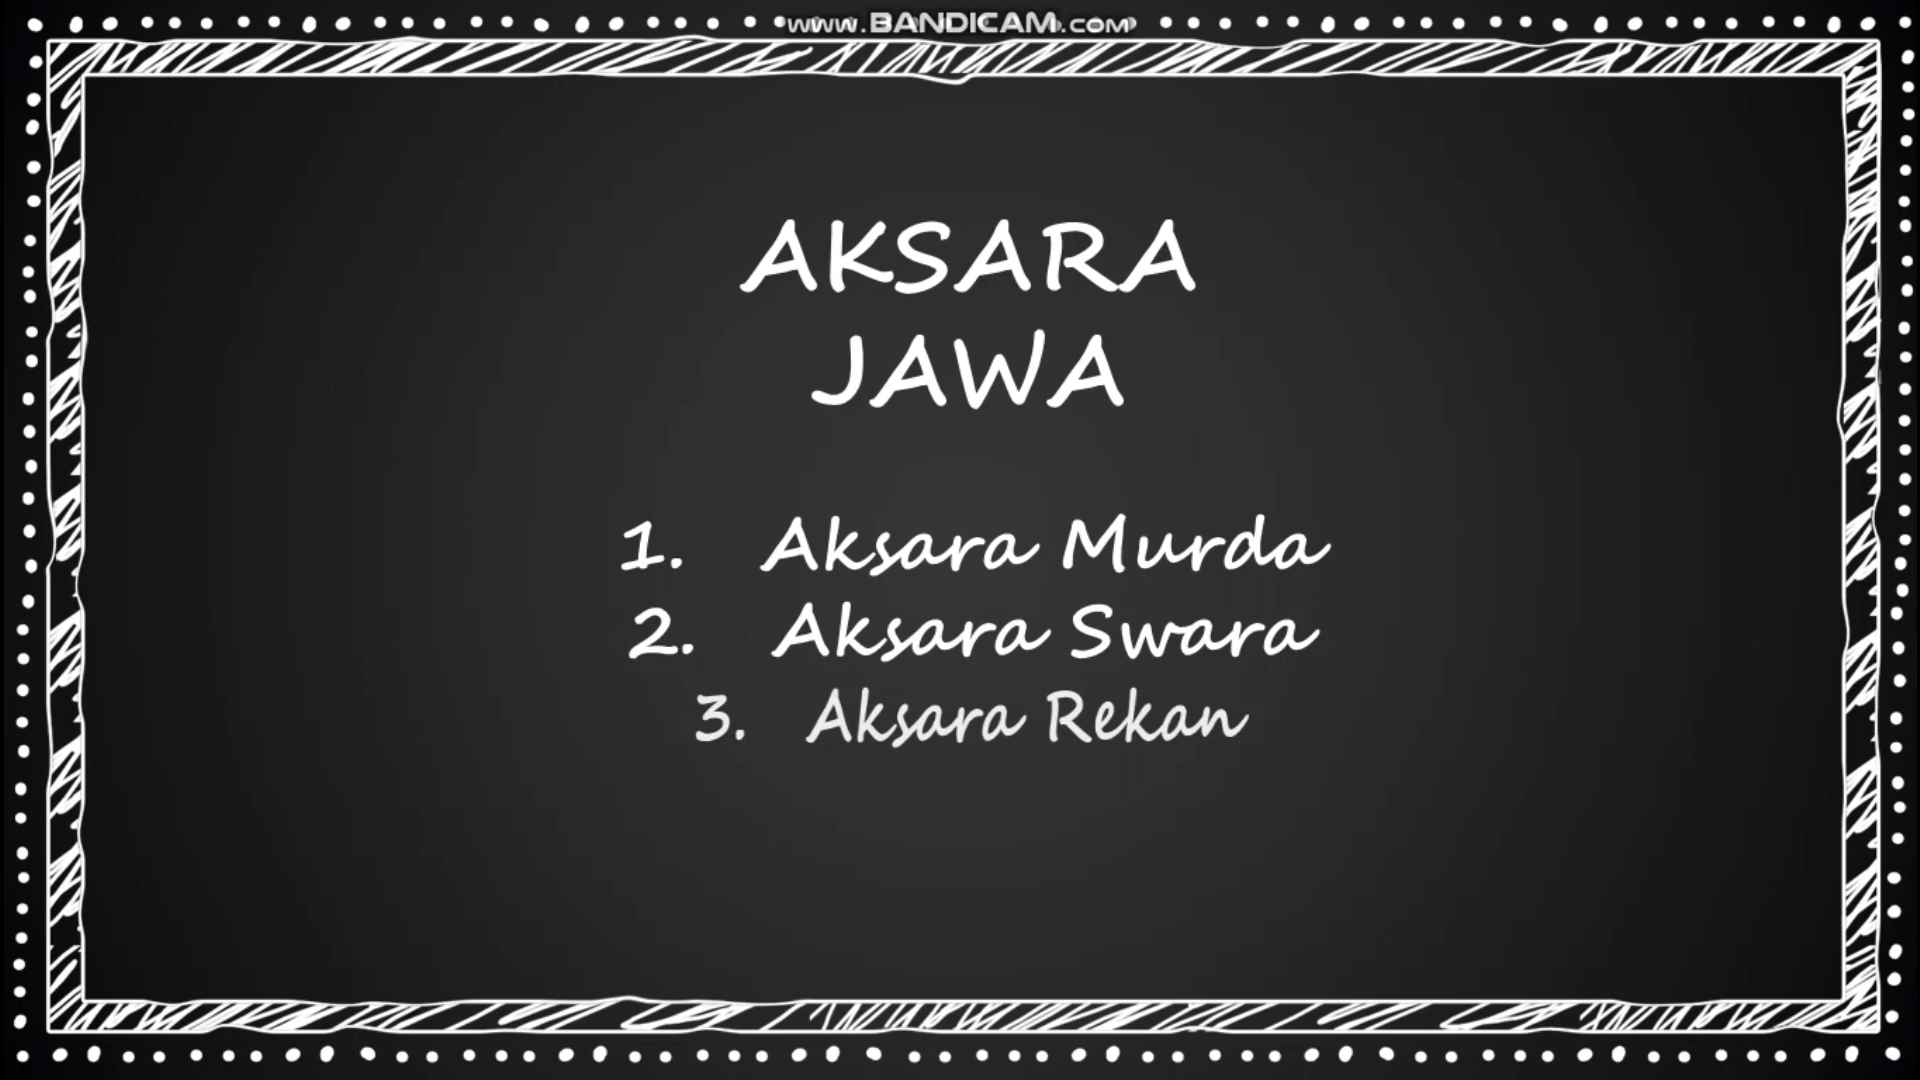 www.BANDICAM.com
AKSARA
JAWA
1. Aksara Murda
2. Aksara Swara
3. Aksara Rekan